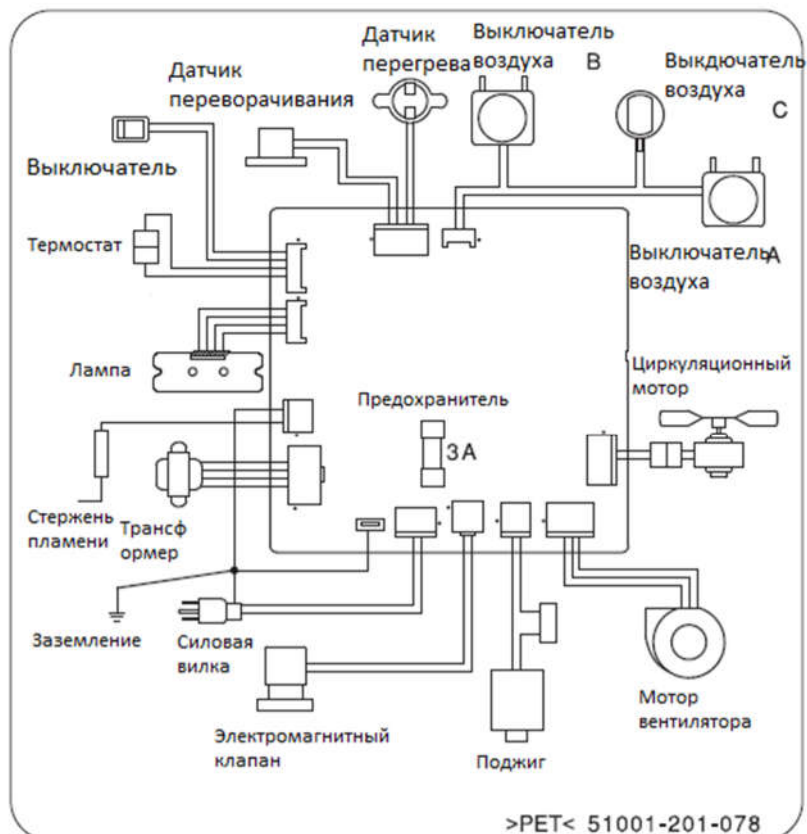 Датчик
переворачивания
Датчик
перегрева
Выключатель
воздуха B
Выкдючатель
воздуха
C
Выключатель
Термостат
Выключатель
воздуха
A
Лампа
Предохранитель
3A
Циркуляционный
мотор
Стержень
пламени
Трансф
ормер
Заземление
Силовая
вилка
Электромагнитный
клапан
Поджиг
Мотор
вентилятора
>PET< 51001-201-078